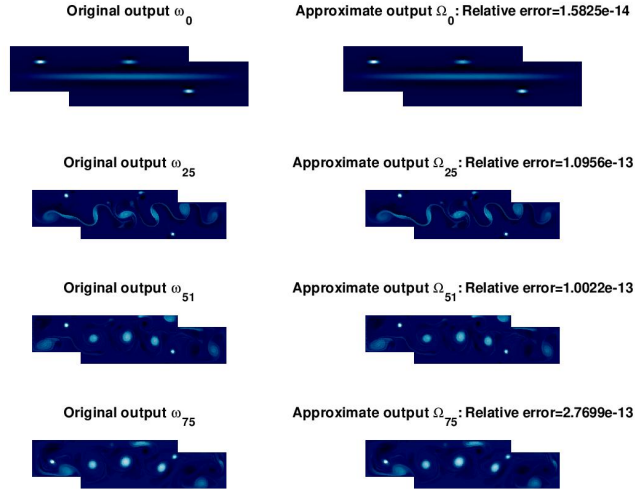 Original output ω₀
Approximate output Ω₀: Relative error=1.5825e-14
Original output ω₂₅
Approximate output Ω₂₅: Relative error=1.0956e-13
Original output ω₅₁
Approximate output Ω₅₁: Relative error=1.0022e-13
Original output ω₇₅
Approximate output Ω₇₅: Relative error=2.7699e-13